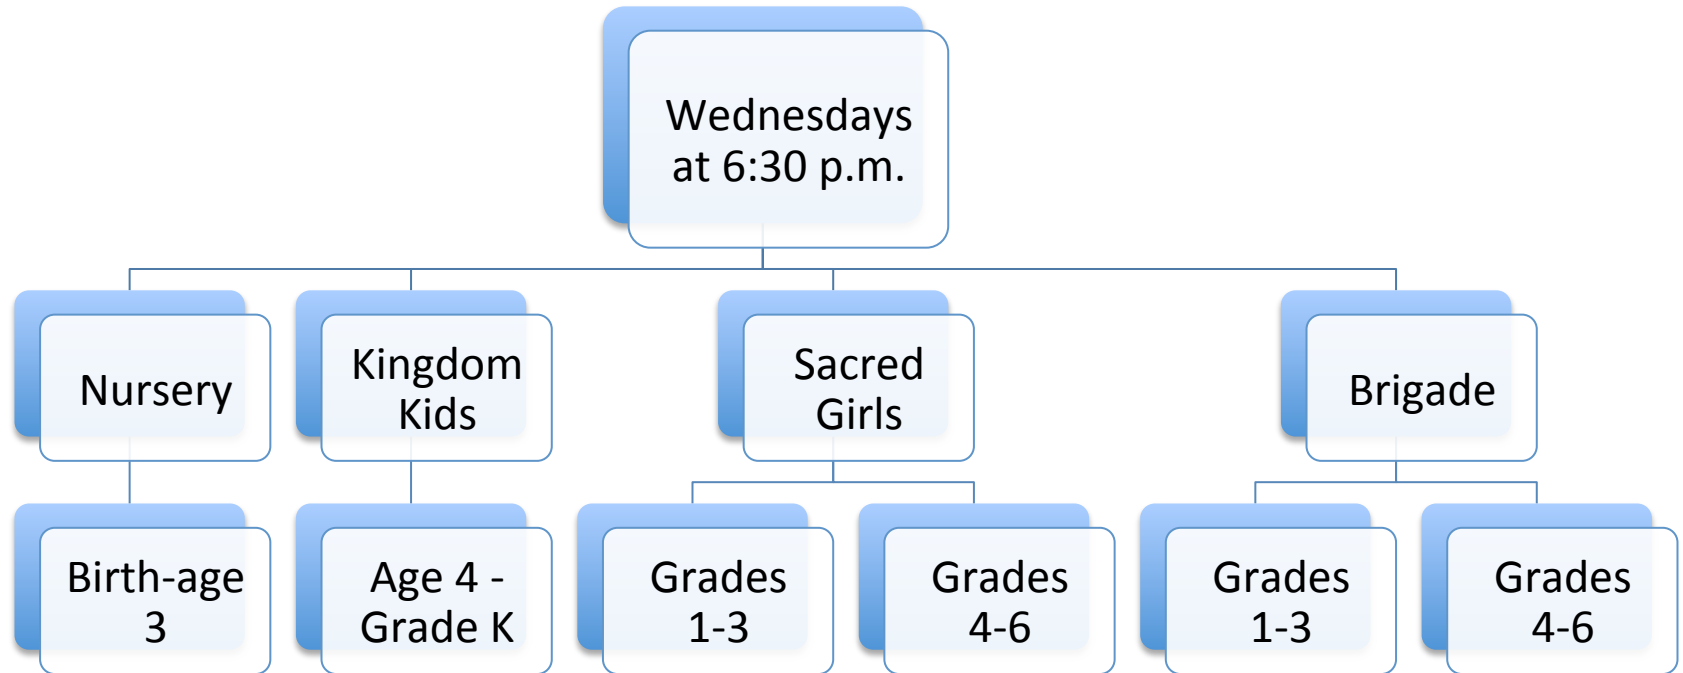 Wednesdays
at 6:30 p.m.
Nursery
Kingdom
Kids
Sacred
Girls
Brigade
Birth-age
3
Age 4 -
Grade K
Grades
1-3
Grades
4-6
Grades
1-3
Grades
4-6